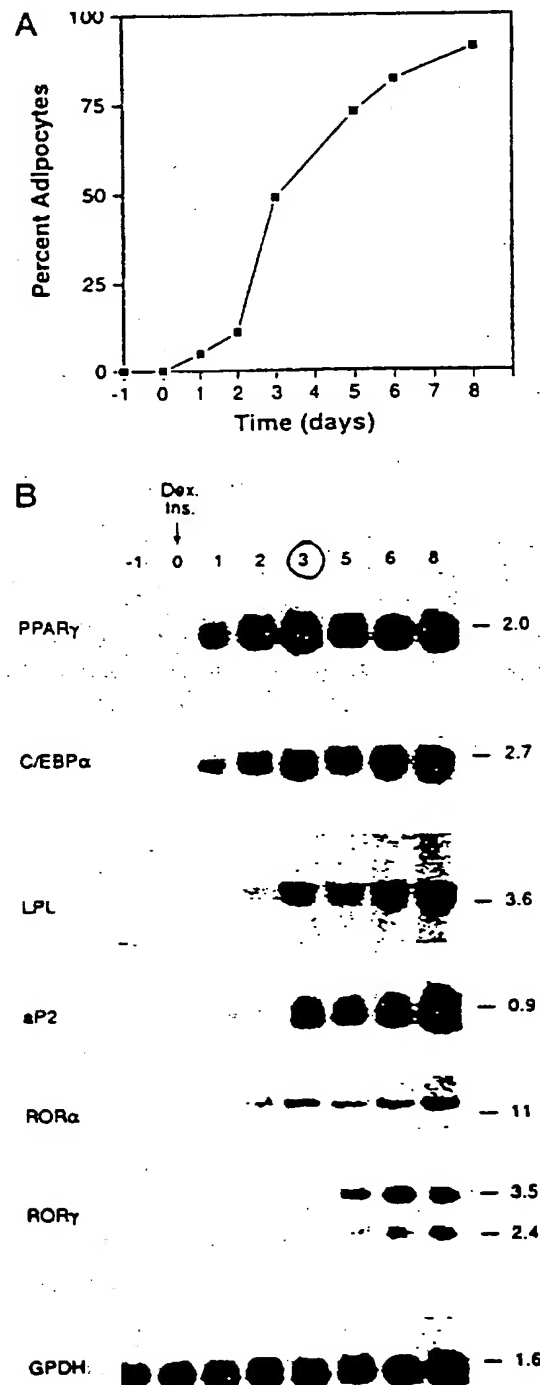 A
100
75
50
25
0
Percent Adipocytes
-1 0 1 2 3 4 5 6 7 8
Time (days)
B
Dex.
Ins.
-1 0 1 2 3 5 6 8
PPARγ — 2.0
C/EBPα — 2.7
LPL — 3.6
aP2 — 0.9
RORα — 11
RORγ — 3.5
— 2.4
GPDH — 1.6